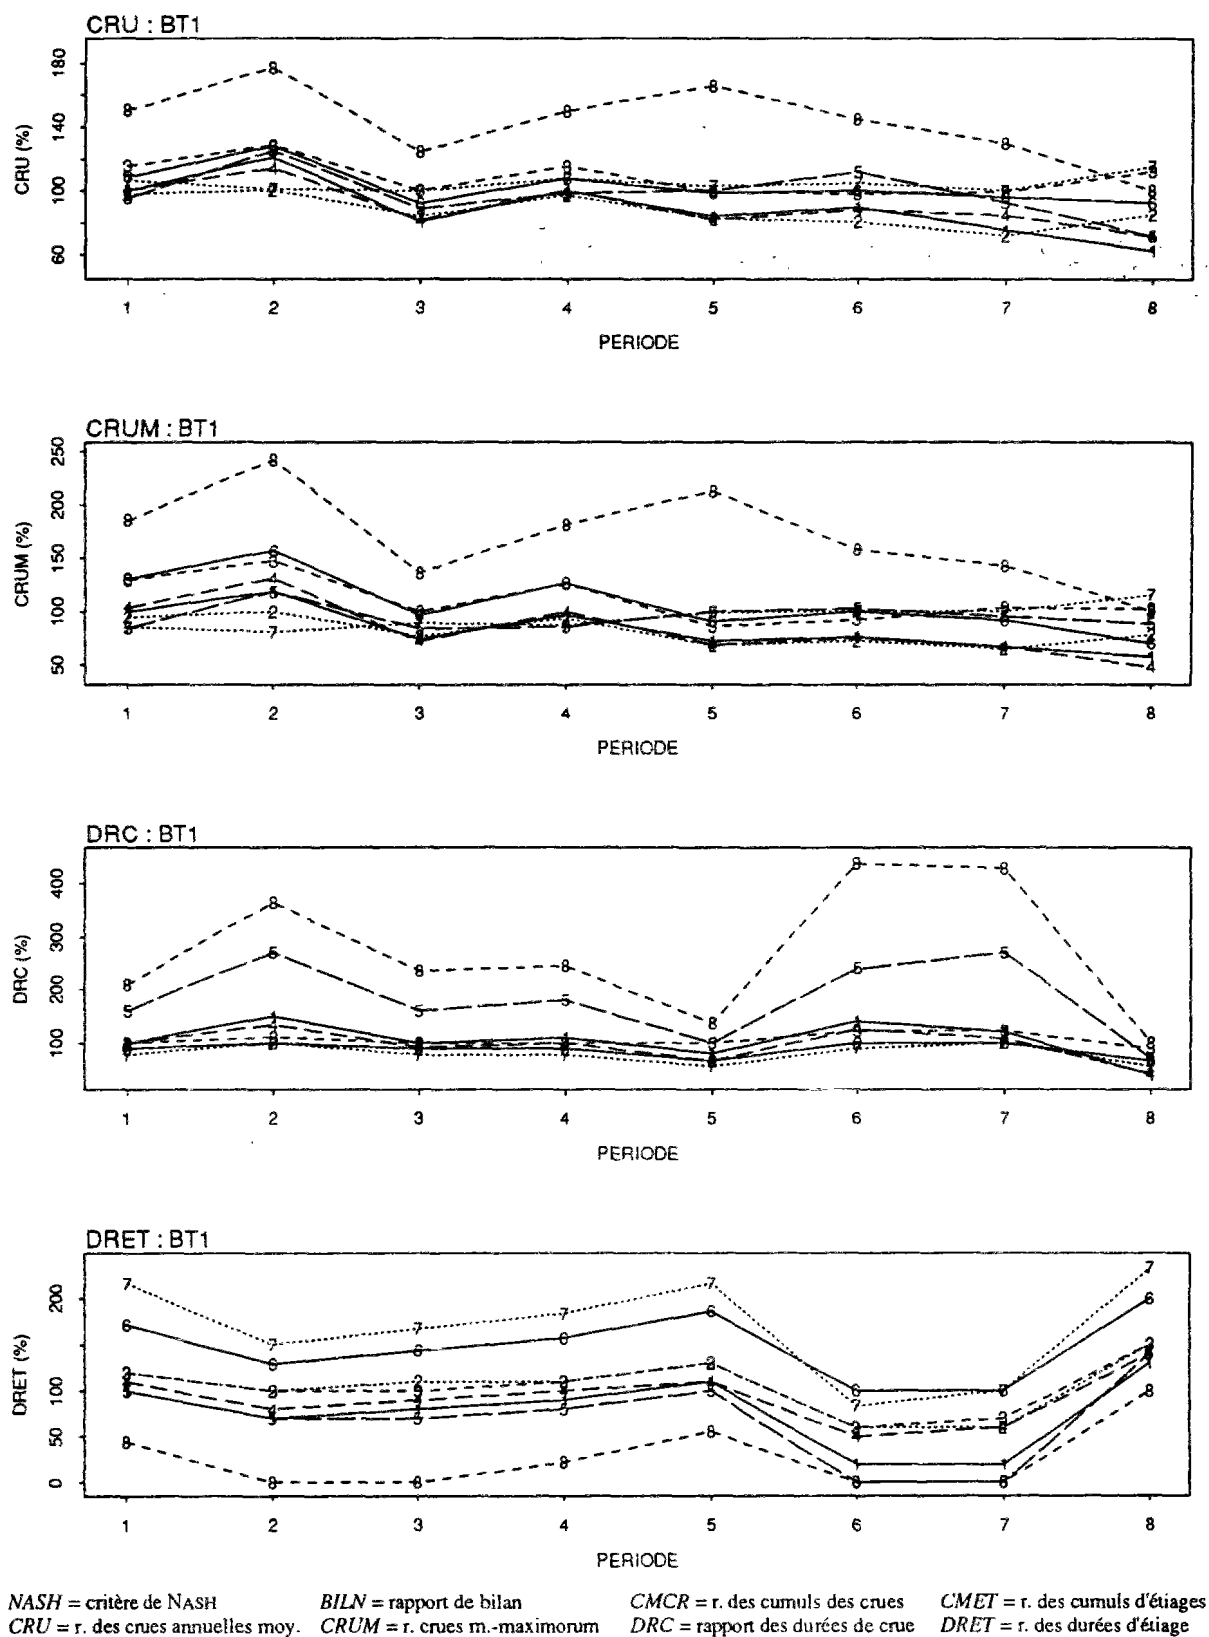 CRU : BT1
CRU (%)
180
140
100
60
1 2 3 4 5 6 7 8
PERIODE
CRUM : BT1
CRUM (%)
250
200
150
100
50
1 2 3 4 5 6 7 8
PERIODE
DRC : BT1
DRC (%)
400
300
200
100
1 2 3 4 5 6 7 8
PERIODE
DRET : BT1
DRET (%)
200
100
50
0
1 2 3 4 5 6 7 8
PERIODE
NASH = critère de NASH BILN = rapport de bilan CMCR = r. des cumuls des crues CMET = r. des cumuls d'étiages
CRU = r. des crues annuelles moy. CRUM = r. crues m.-maximorum DRC = rapport des durées de crue DRET = r. des durées d'étiage